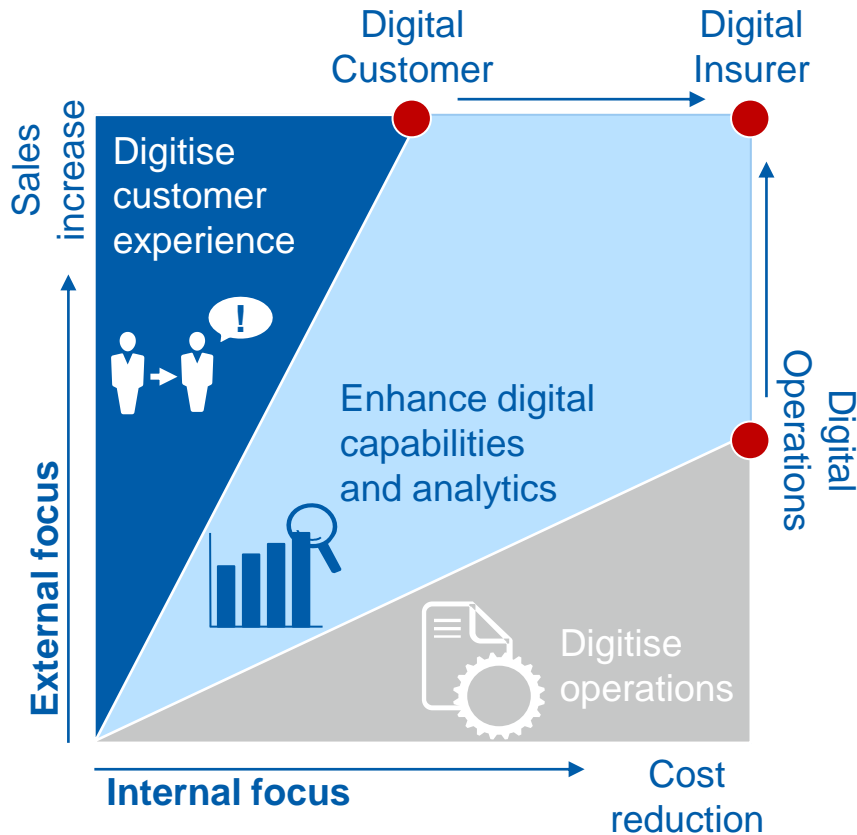 Digital
Customer
Digital
Insurer
Sales
increase
Digitise
customer
experience
!
Enhance digital
capabilities
and analytics
Digital
Operations
External focus
Digitise
operations
Internal focus
Cost
reduction